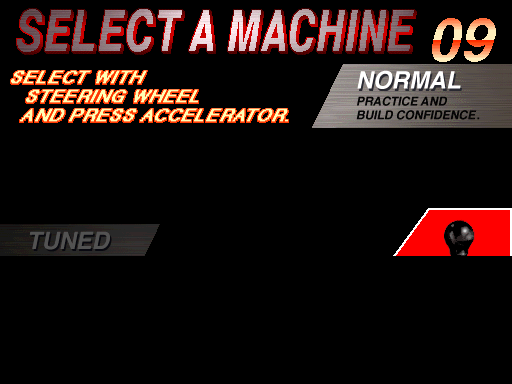 SELECT A MACHINE 09
SELECT WITH
STEERING WHEEL
AND PRESS ACCELERATOR.
NORMAL
PRACTICE AND
BUILD CONFIDENCE.
TUNED